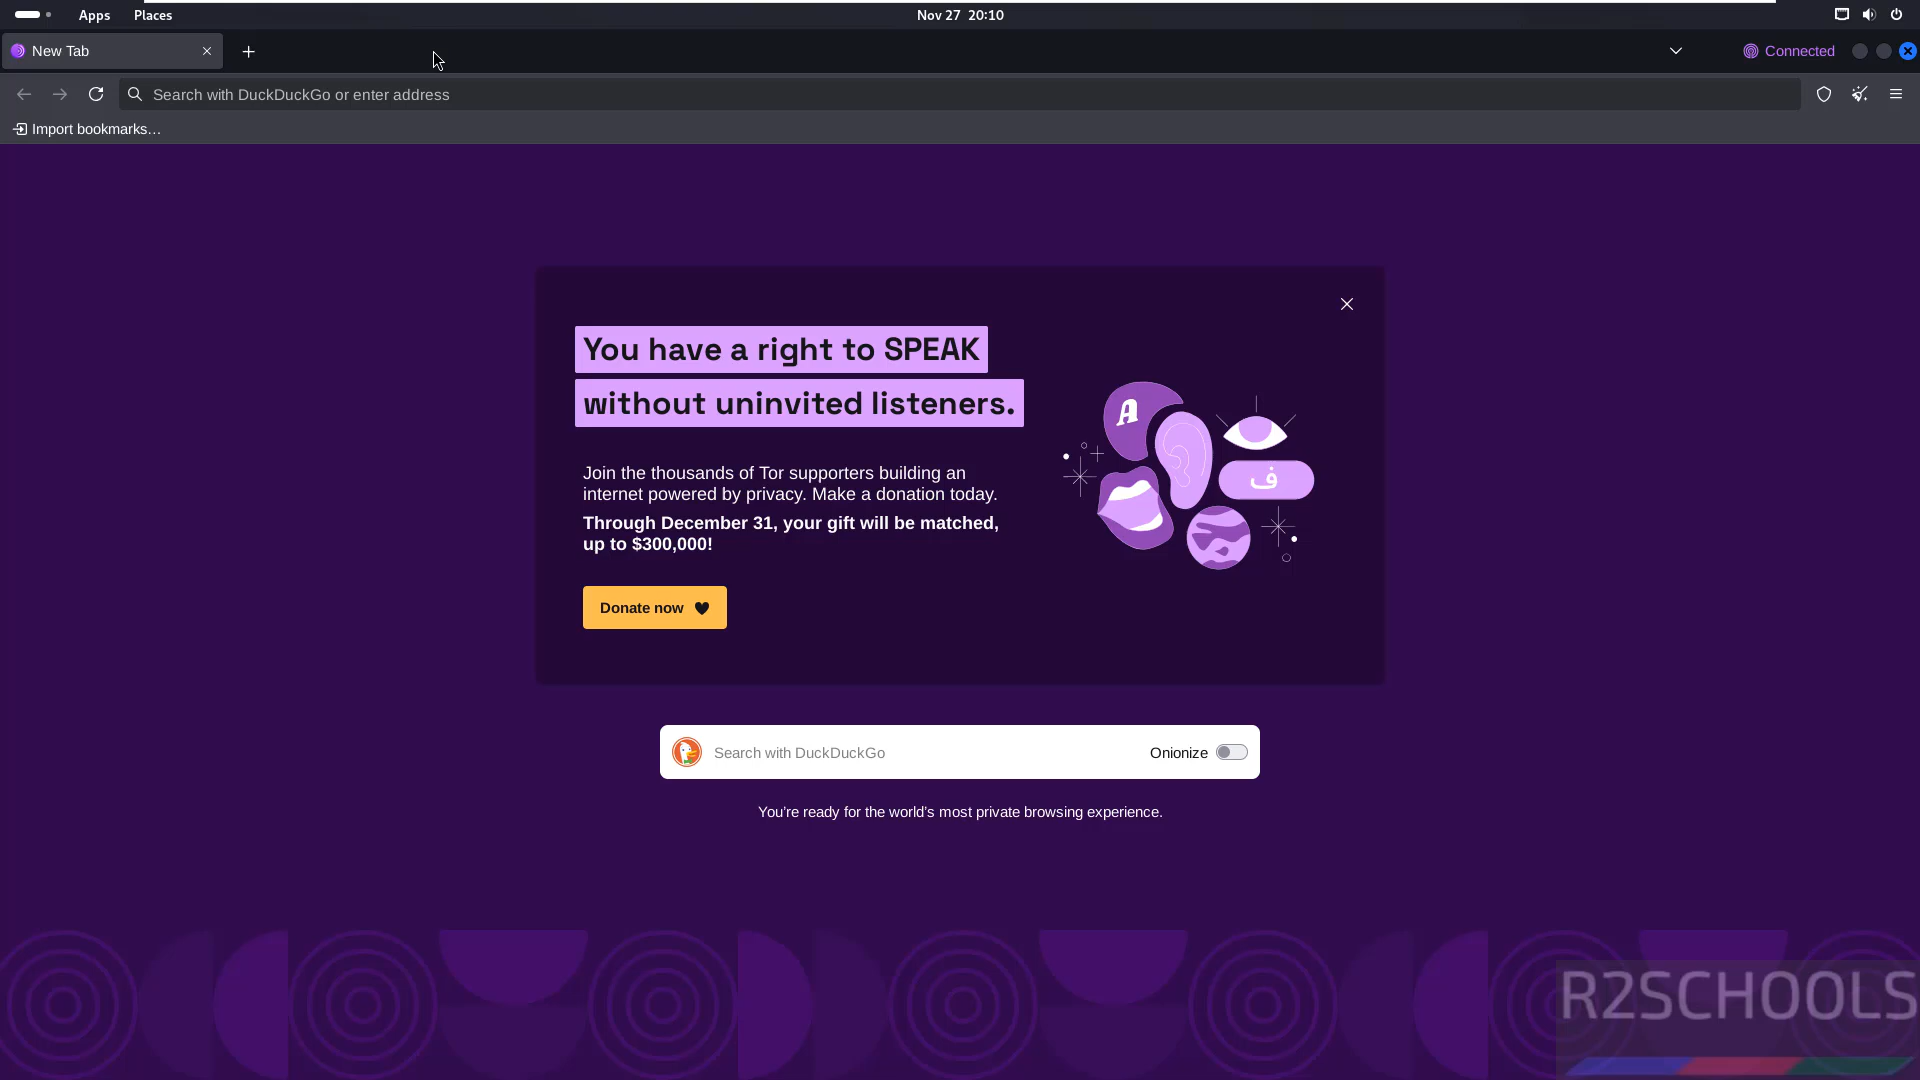 Apps Places Nov 27 20:10
New Tab Connected
Search with DuckDuckGo or enter address
Import bookmarks…
You have a right to SPEAK
without uninvited listeners.
Join the thousands of Tor supporters building an
internet powered by privacy. Make a donation today.
Through December 31, your gift will be matched,
up to $300,000!
Donate now
A
ف
Search with DuckDuckGo Onionize
You're ready for the world's most private browsing experience.
R2SCHOOLS